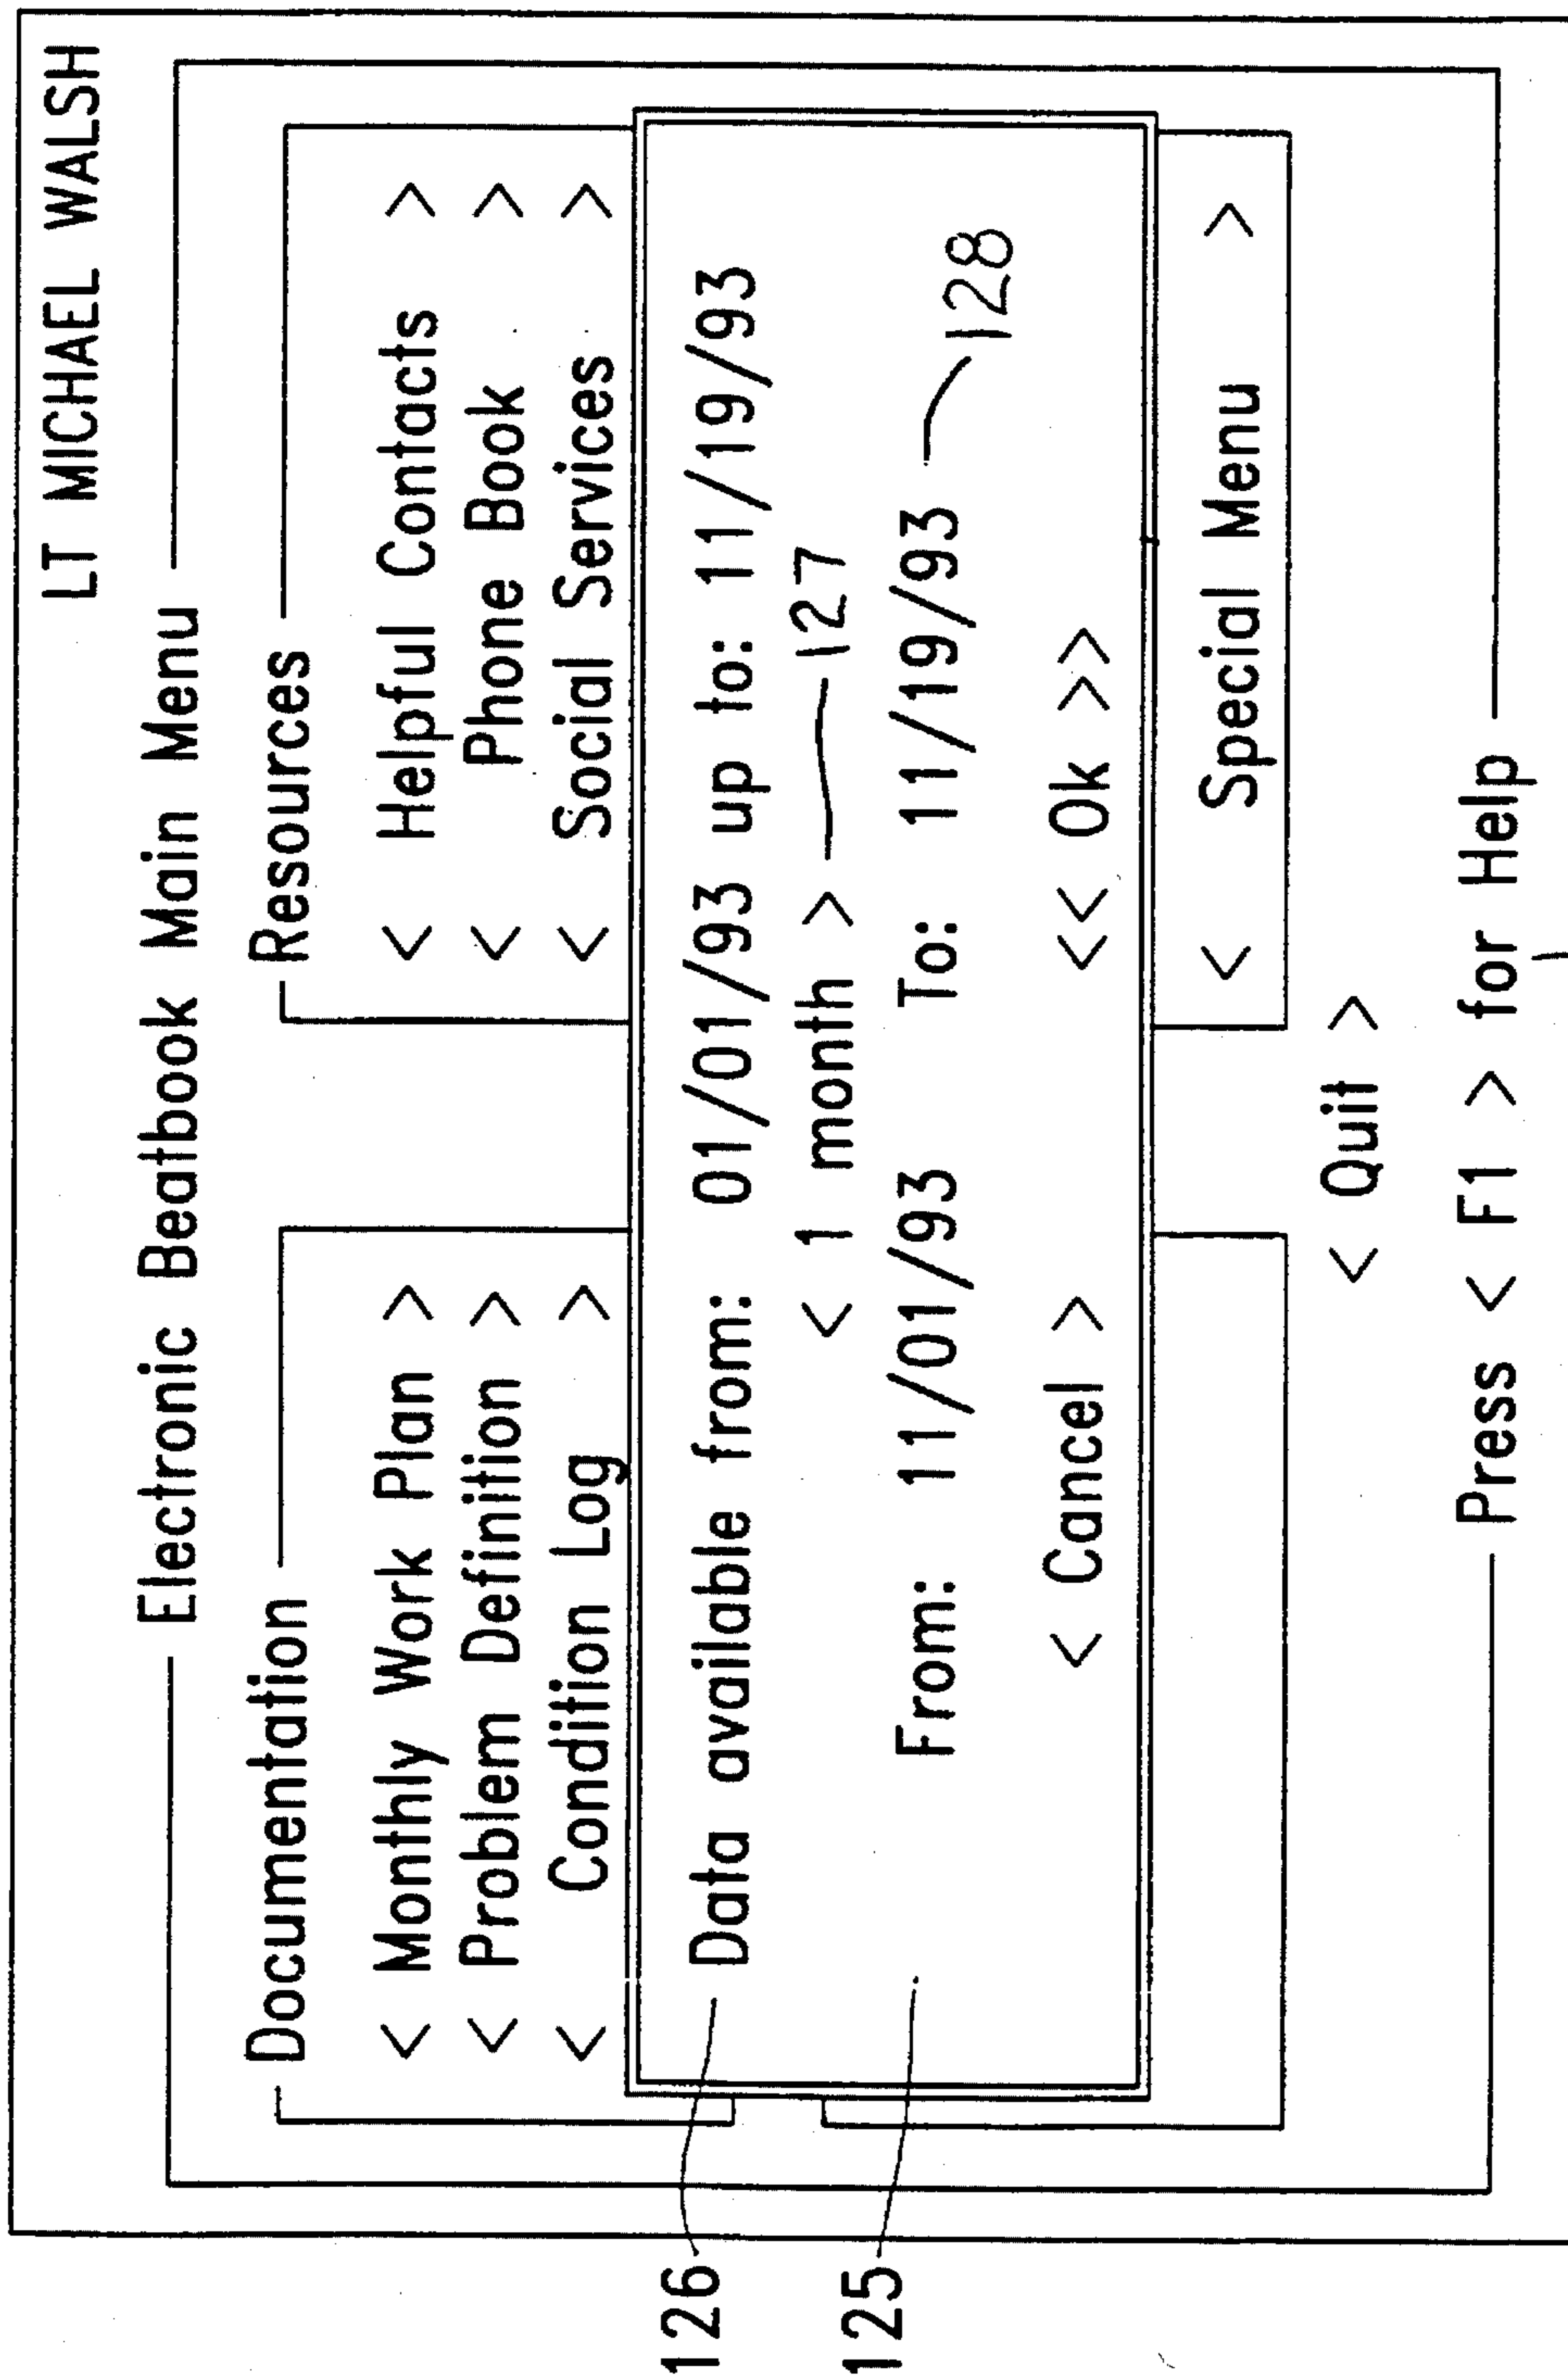 LT MICHAEL WALSH
Electronic Beatbook Main Menu
Documentation Resources
< Monthly Work Plan > < Helpful Contacts >
< Problem Definition > < Phone Book >
< Condition Log > < Social Services >
126 Data available from: 01/01/93 up to: 11/19/93
< 1 month > 127
125 From: 11/01/93 To: 11/19/93 128
< Cancel > << Ok >>
< Special Menu >
< Quit >
Press < F1 > for Help